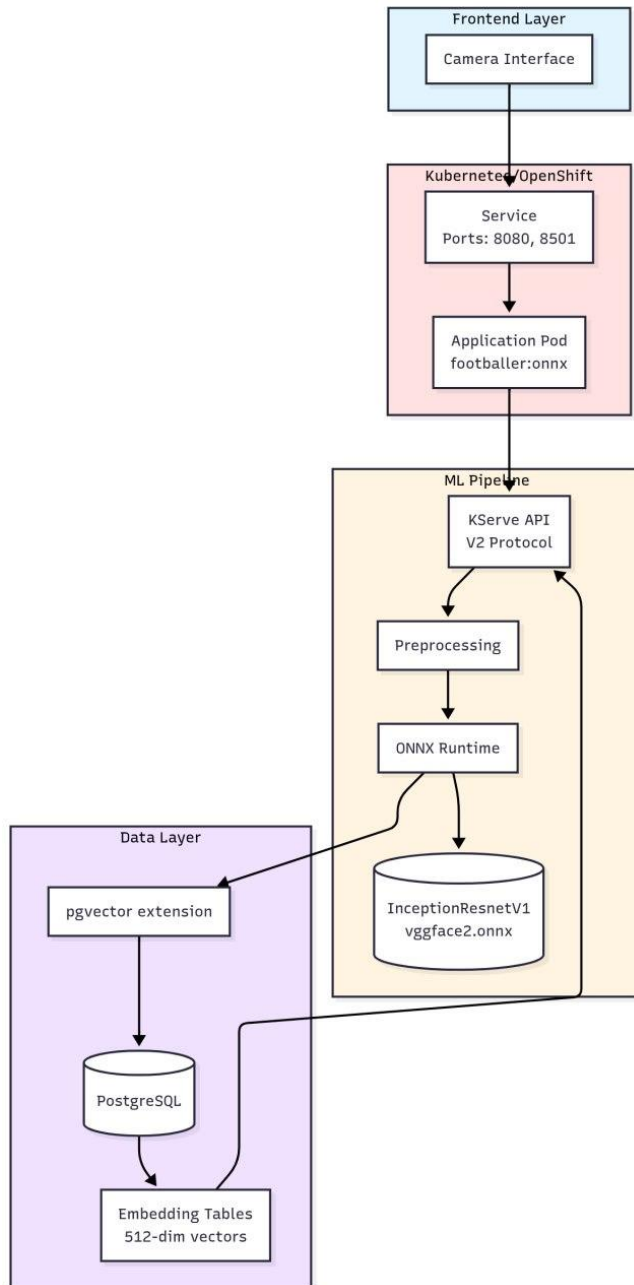 Frontend Layer
Camera Interface
Kubernetes/OpenShift
Service
Ports: 8080, 8501
Application Pod
footballer:onnx
ML Pipeline
KServe API
V2 Protocol
Preprocessing
ONNX Runtime
InceptionResnetV1
vggface2.onnx
Data Layer
pgvector extension
PostgreSQL
Embedding Tables
512-dim vectors